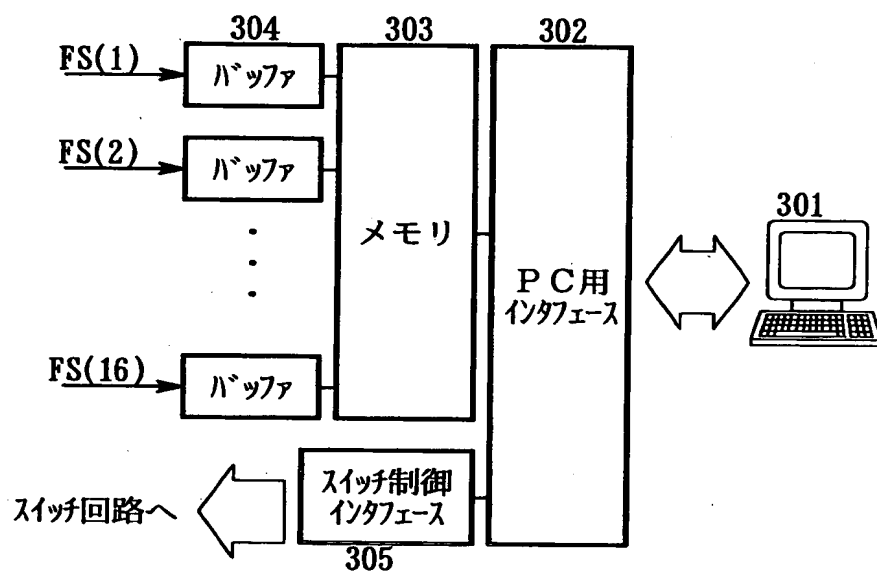 304
303
302
FS(1)
バッファ
FS(2)
バッファ
メモリ
301
PC用
インタフェース
FS(16)
バッファ
スイッチ制御
インタフェース
スイッチ回路へ
305